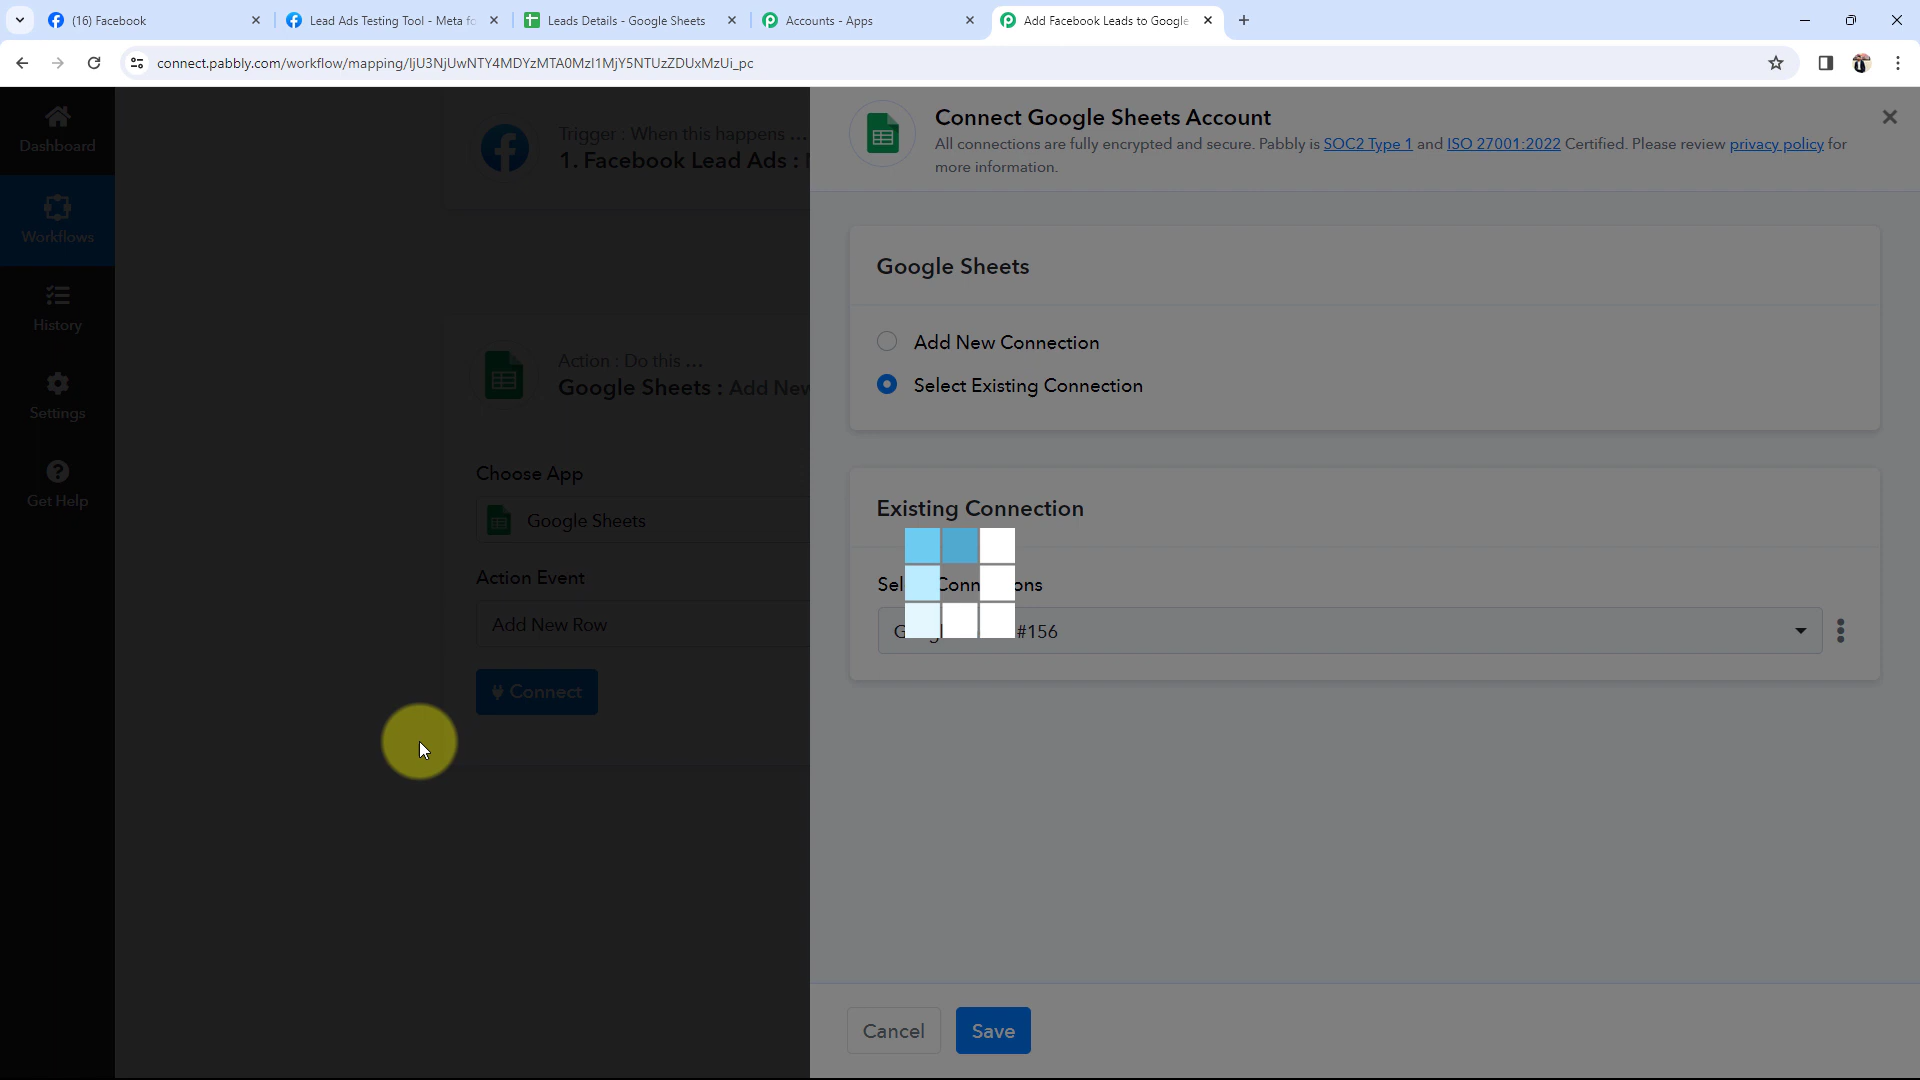 (16) Facebook
Lead Ads Testing Tool - Meta fo
Leads Details - Google Sheets
Accounts - Apps
Add Facebook Leads to Google
connect.pabbly.com/workflow/mapping/IjU3NjUwNTY4MDYzMTA0MzI1MjY5NTUzZDUxMzUi_pc
Dashboard
Workflows
History
Settings
Get Help
Trigger : When this happens ...
1. Facebook Lead Ads :
Action : Do this ...
Google Sheets : Add New
Choose App
Google Sheets
Action Event
Add New Row
Connect
Connect Google Sheets Account
All connections are fully encrypted and secure. Pabbly is SOC2 Type 1 and ISO 27001:2022 Certified. Please review privacy policy for
more information.
Google Sheets
Add New Connection
Select Existing Connection
Existing Connection
#156
Cancel
Save